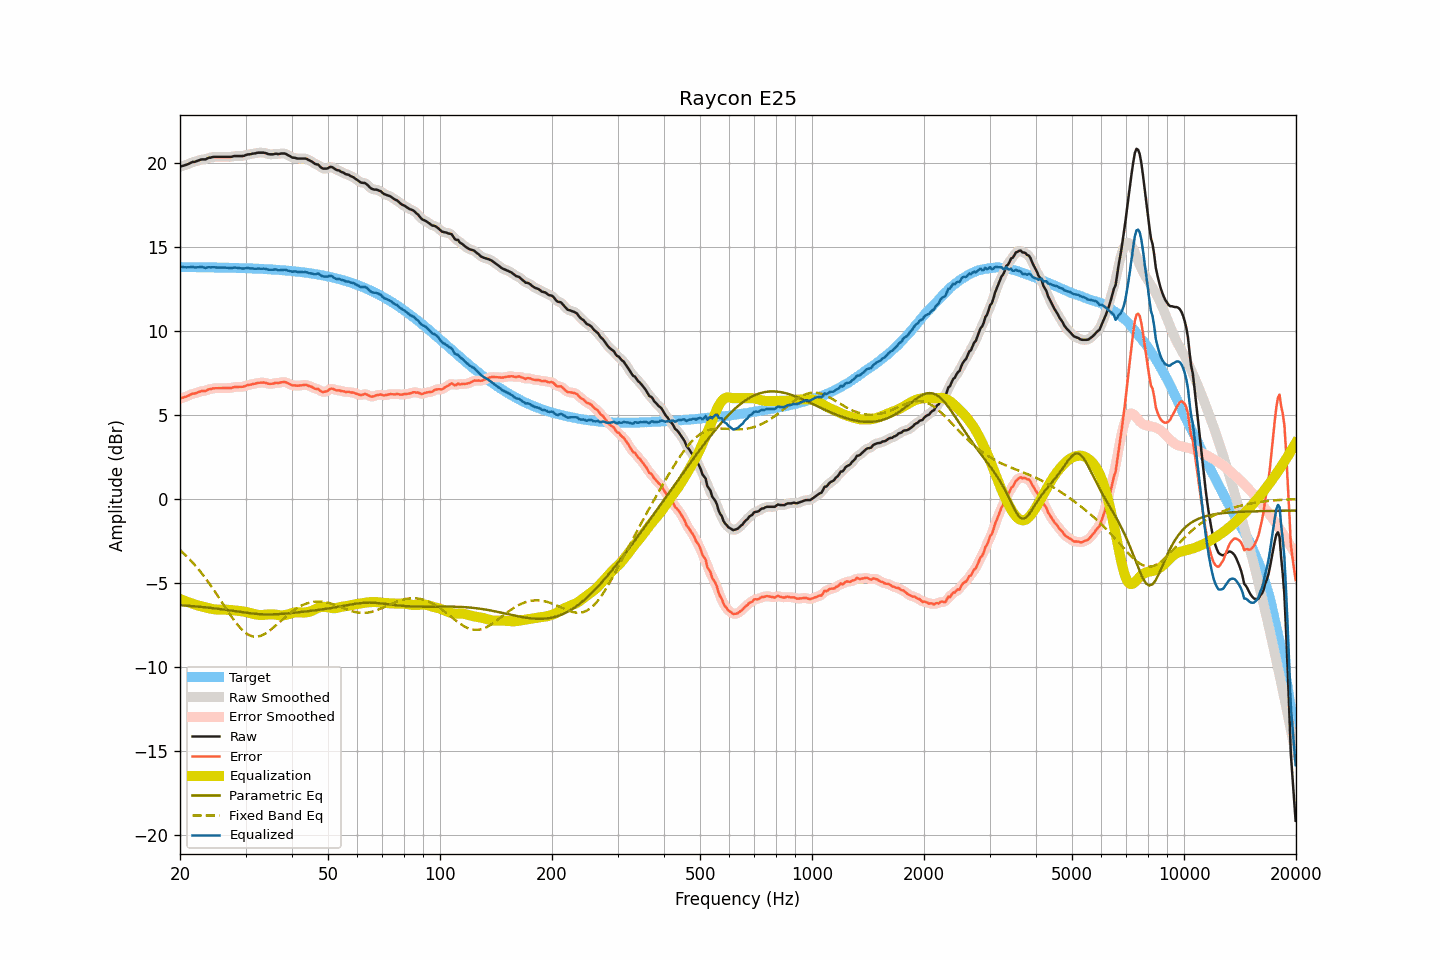 Raycon E25
Amplitude (dBr)
20
15
10
5
0
−5
−10
−15
−20
Target
Raw Smoothed
Error Smoothed
Raw
Error
Equalization
Parametric Eq
Fixed Band Eq
Equalized
20 50 100 200 500 1000 2000 5000 10000 20000
Frequency (Hz)